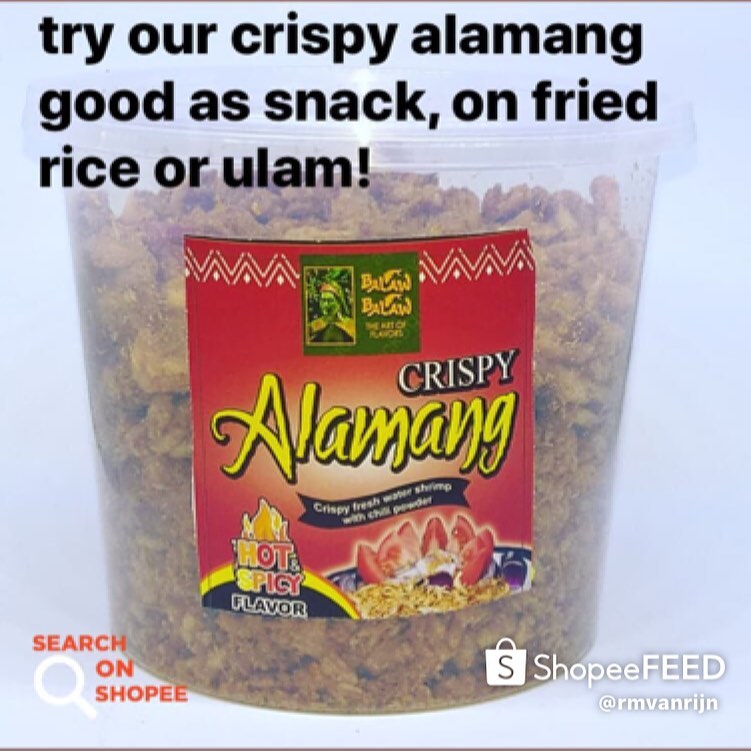 try our crispy alamang
good as snack, on fried
rice or ulam!
BALAW
BALAW
THE ART OF
FLAVORS
CRISPY
Alamang
Crispy fresh water shrimp
with chili powder
HOT &
SPICY
FLAVOR
SEARCH
ON
SHOPEE
S ShopeeFEED
@rmvanrijn